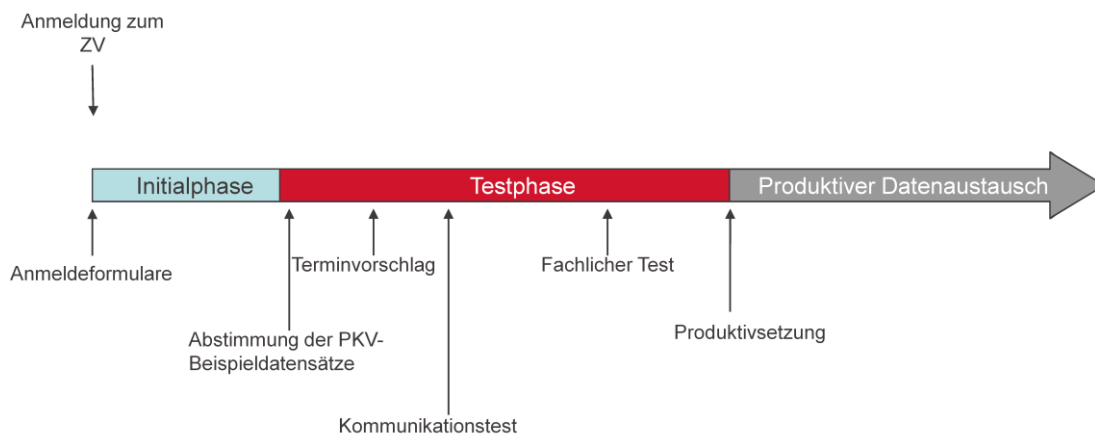 Anmeldung zum
ZV
Initialphase
Testphase
Produktiver Datenaustausch
Anmeldeformulare
Terminvorschlag
Fachlicher Test
Abstimmung der PKV-
Beispieldatensätze
Produktivsetzung
Kommunikationstest